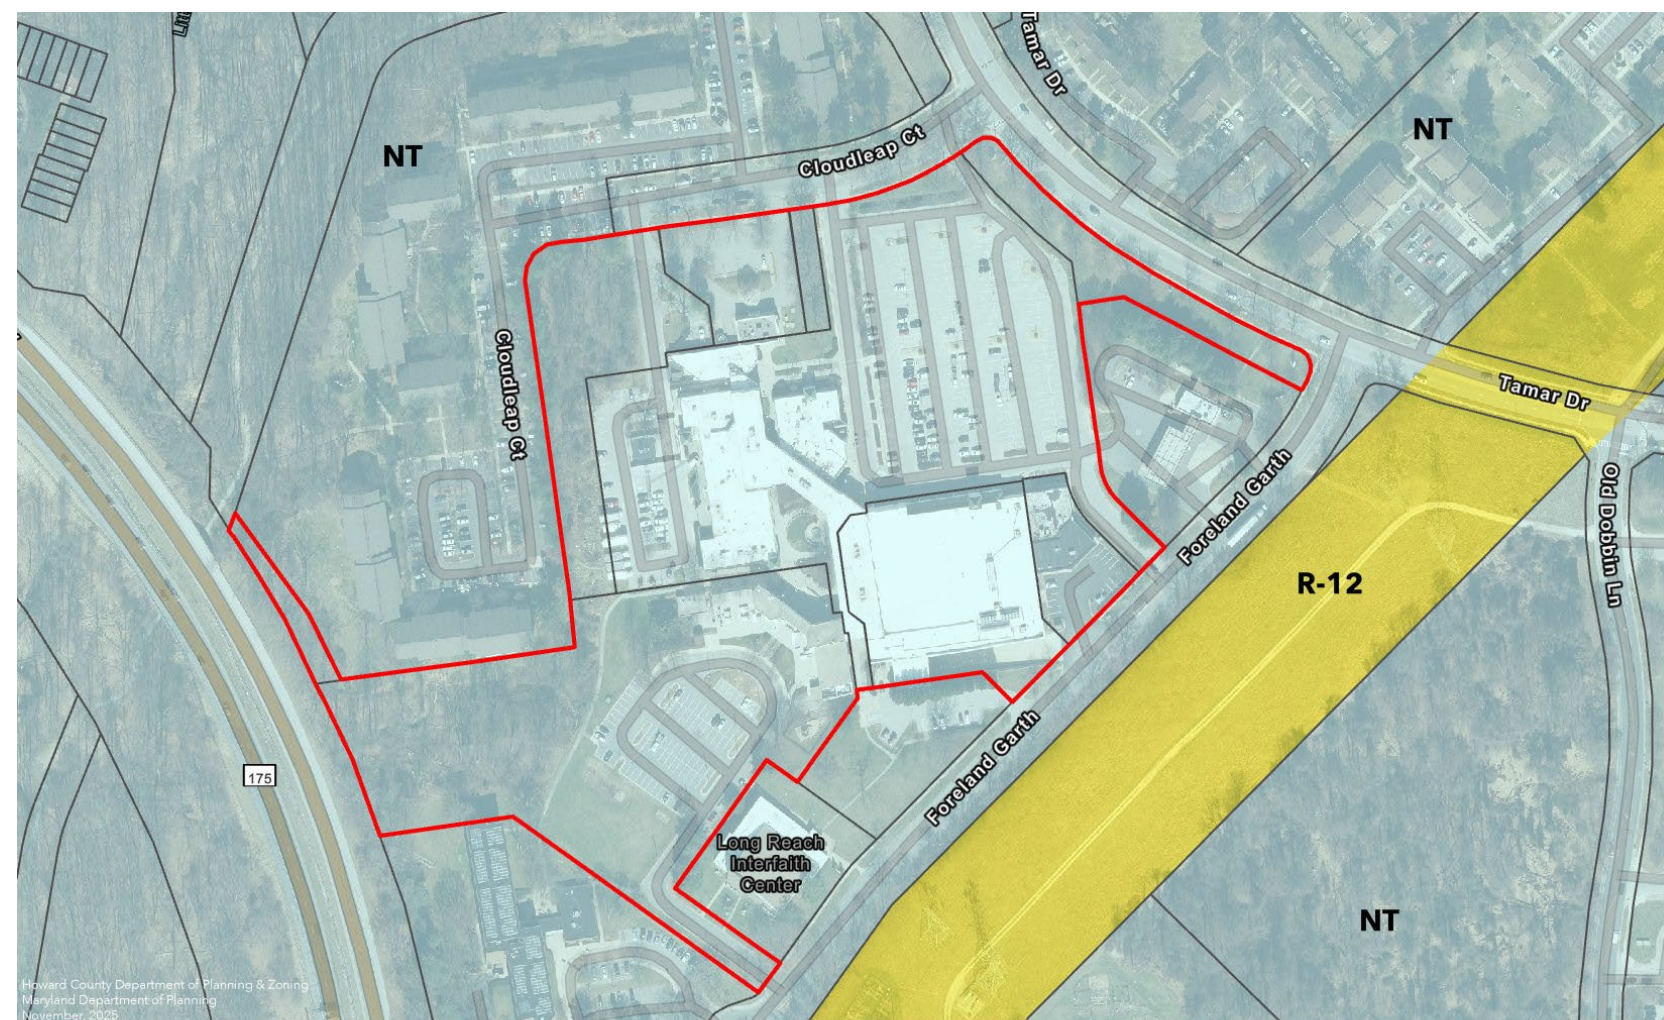 Tamar Dr
NT
Cloudleap Ct
NT
Cloudleap Ct
Tamar Dr
Foreland Garth
Old Dobbin Ln
R-12
Foreland Garth
175
Long Reach
Interfaith
Center
NT
Howard County Department of Planning & Zoning
Maryland Department of Planning
November, 2025